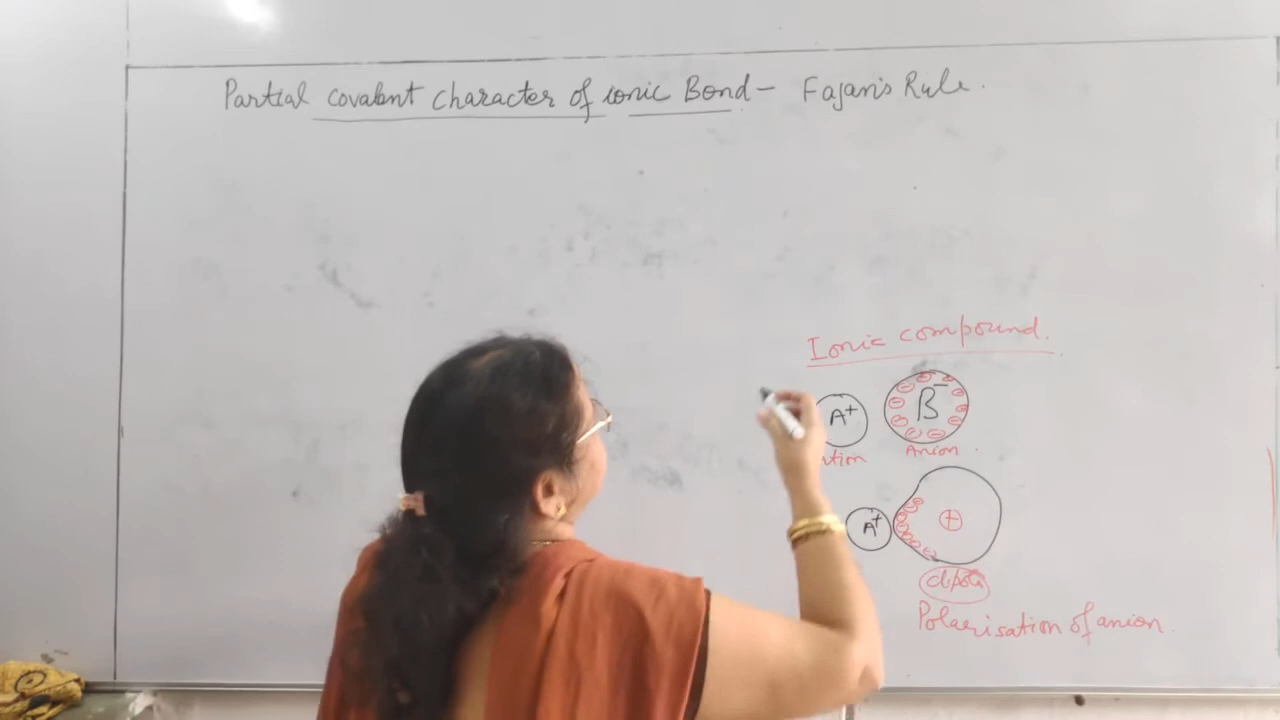 Partial covalent character of ionic Bond - Fajan's Rule.
Ionic compound.
A+ B-
Anion
A+ +
dipole
Polarisation of anion